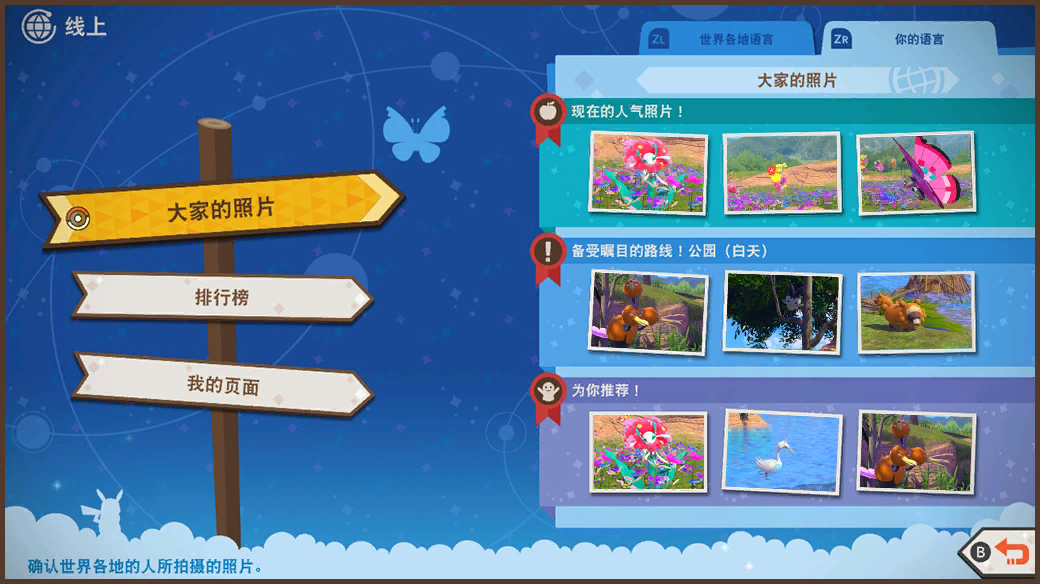 线上
ZL 世界各地语言
ZR 你的语言
大家的照片
现在的人气照片！
备受瞩目的路线！公园（白天）
为你推荐！
大家的照片
排行榜
我的页面
确认世界各地的人所拍摄的照片。
B